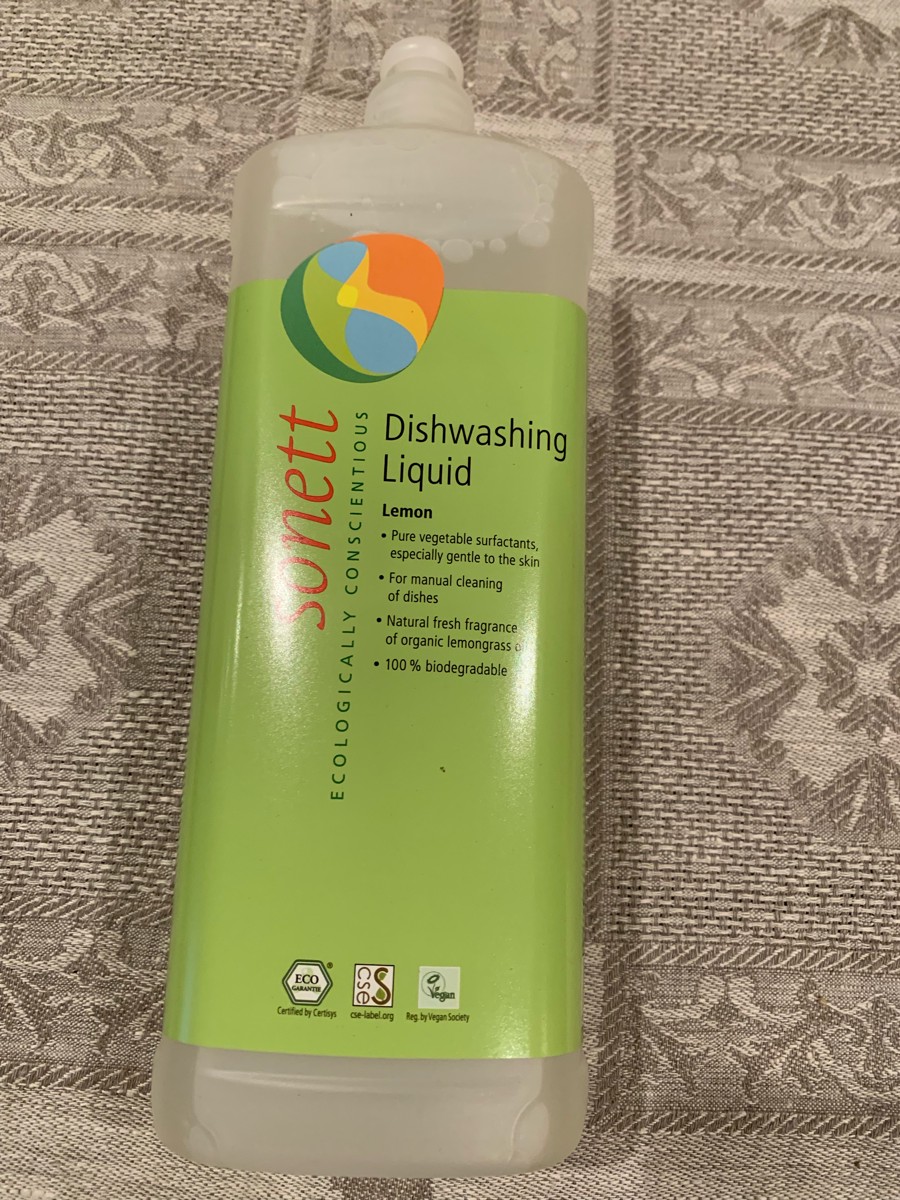 sonett
ECOLOGICALLY CONSCIENTIOUS
Dishwashing
Liquid
Lemon
• Pure vegetable surfactants,
especially gentle to the skin
• For manual cleaning
of dishes
• Natural fresh fragrance
of organic lemongrass
• 100 % biodegradable
ECO
GARANTIE
®
Certified by Certisys
cse
cse-label.org
Vegan
Reg. by Vegan Society